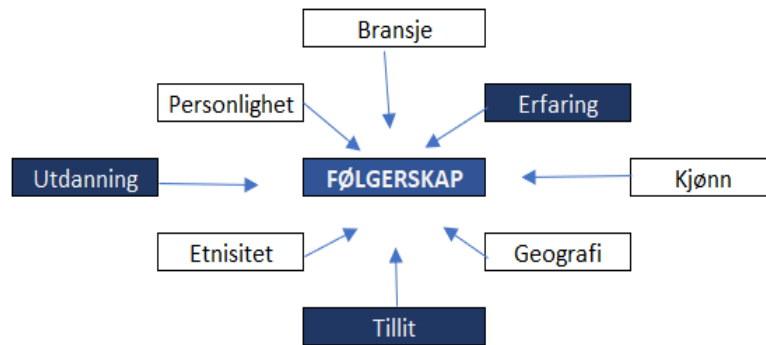 Bransje
Personlighet
Erfaring
Utdanning
FØLGERSKAP
Kjønn
Etnisitet
Geografi
Tillit